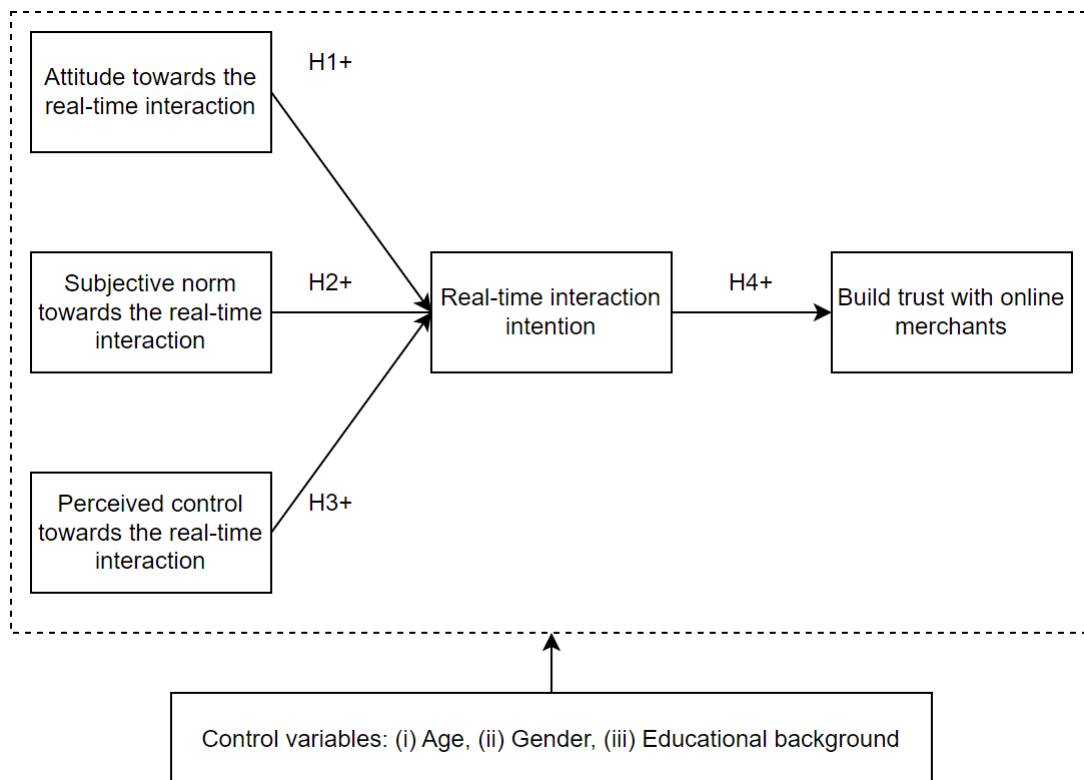 Attitude towards the
real-time interaction
H1+
Subjective norm
towards the real-time
interaction
H2+
Real-time interaction
intention
H4+
Build trust with online
merchants
Perceived control
towards the real-time
interaction
H3+
Control variables: (i) Age, (ii) Gender, (iii) Educational background